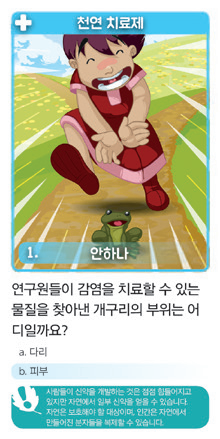 천연 치료제
1. 안하나
연구원들이 감염을 치료할 수 있는
물질을 찾아낸 개구리의 부위는 어
디일까요?
a. 다리
b. 피부
사람들이 신약을 개발하는 것은 점점 힘들어지고
있지만 자연에서 일부 신약을 얻을 수 있습니다.
자연은 보호해야 할 대상이며, 인간은 자연에서
만들어진 분자들을 복제할 수 있습니다.